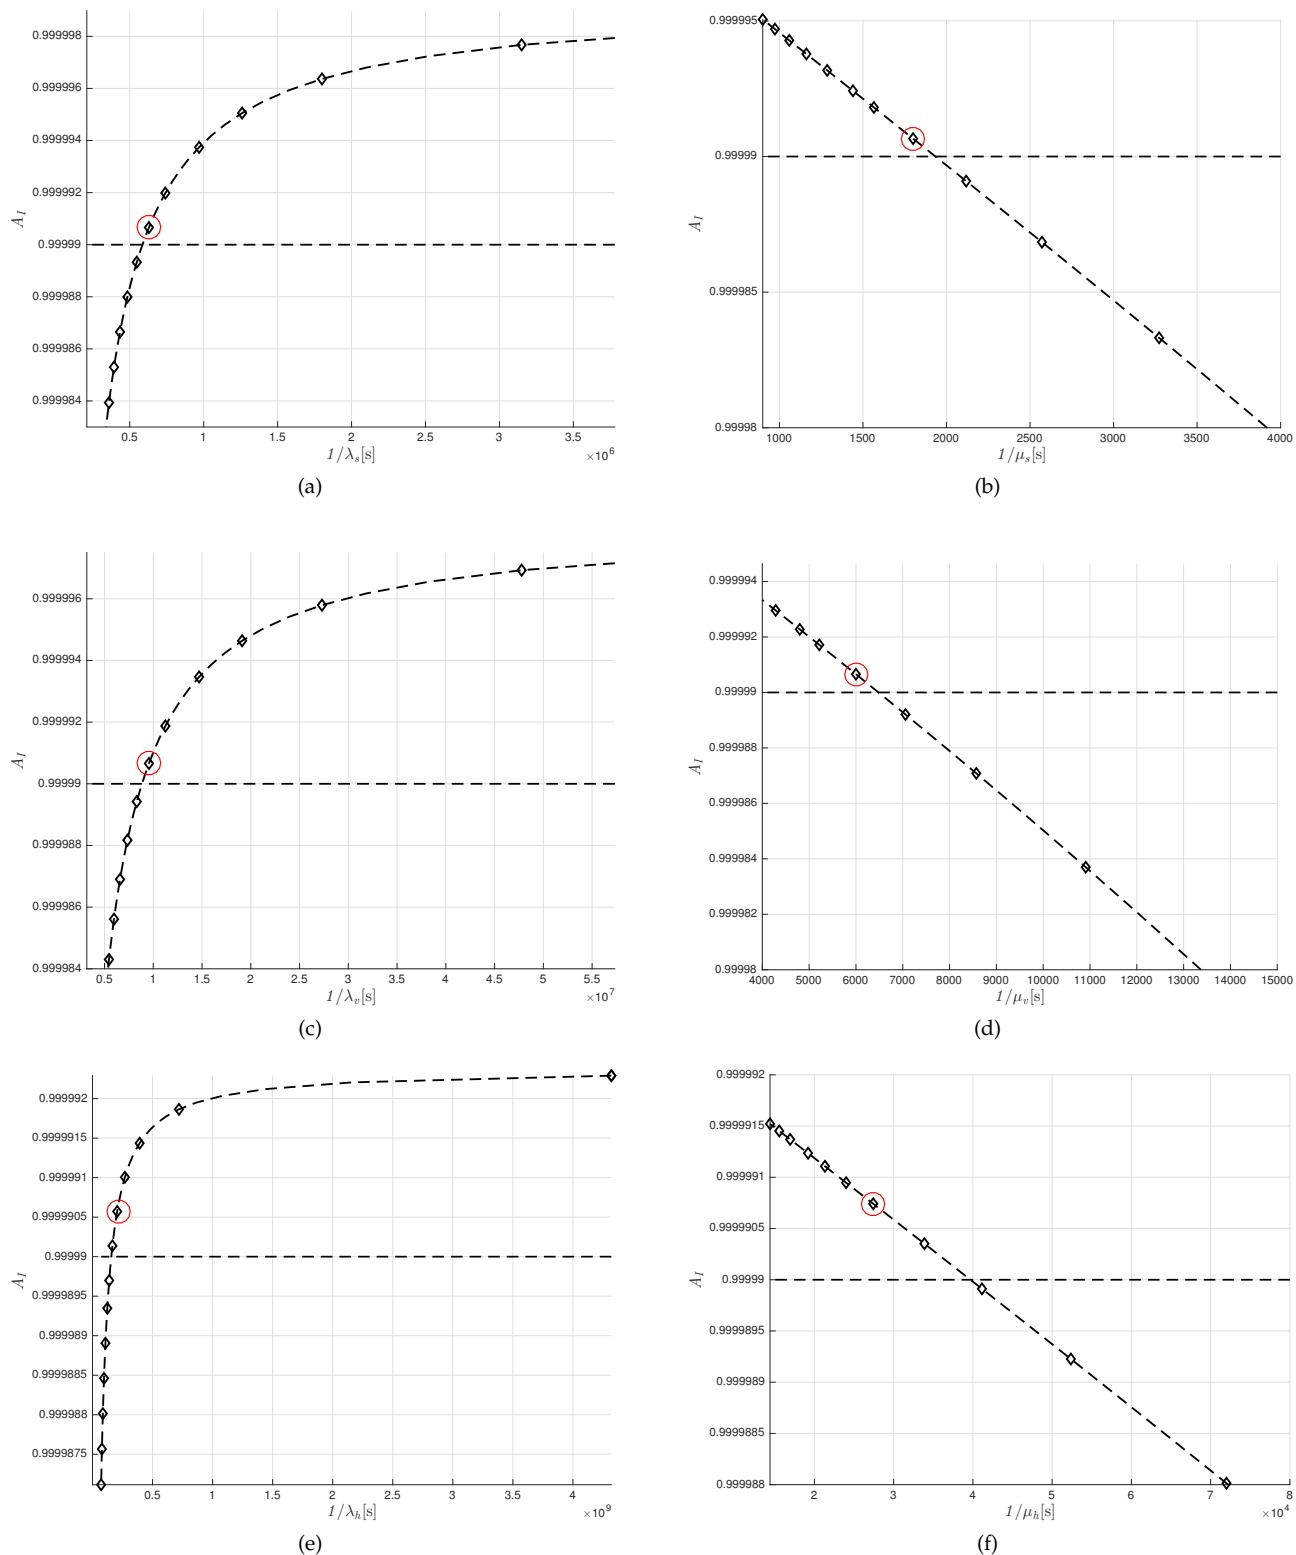 0.999998
0.999996
0.999994
0.999992
0.99999
0.999988
0.999986
0.999984
A_I
0.5 1 1.5 2 2.5 3 3.5
1/λ_s[s]
×10^6
(a)
0.999995
0.99999
0.999985
0.99998
A_I
1000 1500 2000 2500 3000 3500 4000
1/μ_s[s]
(b)
0.999996
0.999994
0.999992
0.99999
0.999988
0.999986
0.999984
A_I
0.5 1 1.5 2 2.5 3 3.5 4 4.5 5 5.5
1/λ_v[s]
×10^7
(c)
0.999994
0.999992
0.99999
0.999988
0.999986
0.999984
0.999982
0.99998
A_I
4000 5000 6000 7000 8000 9000 10000 11000 12000 13000 14000 15000
1/μ_v[s]
(d)
0.999992
0.9999915
0.999991
0.9999905
0.99999
0.9999895
0.999989
0.9999885
0.999988
0.9999875
A_I
0.5 1 1.5 2 2.5 3 3.5 4
1/λ_h[s]
×10^9
(e)
0.999992
0.9999915
0.999991
0.9999905
0.99999
0.9999895
0.999989
0.9999885
0.999988
A_I
2 3 4 5 6 7 8
1/μ_h[s]
×10^4
(f)